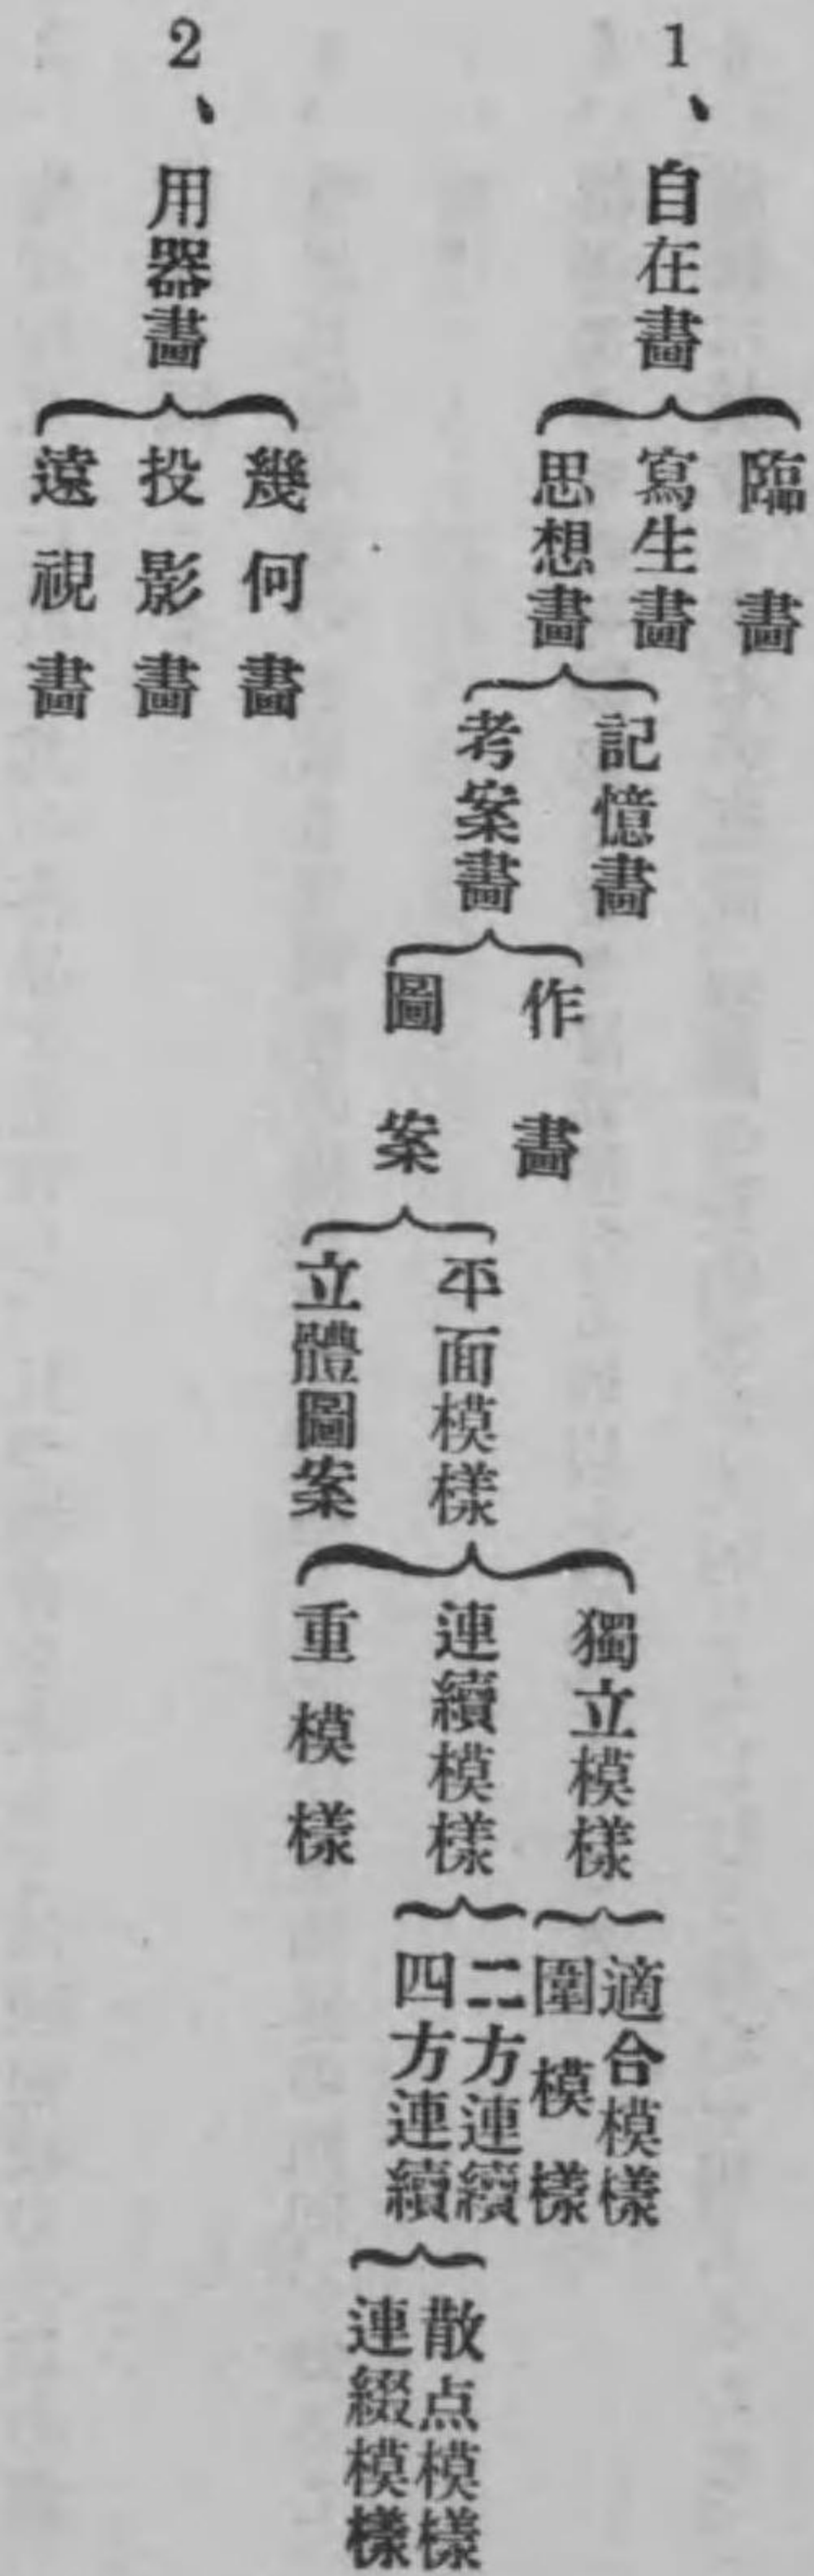 1、自在畫
臨畫
寫生畫
思想畫
記憶畫
考案畫
作畫
圖案
平面模樣
立體圖案
獨立模樣
連續模樣
重模樣
適合模樣
圍模樣
二方連續
四方連續
散点模樣
連綴模樣
2、用器畫
幾何畫
投影畫
遠視畫